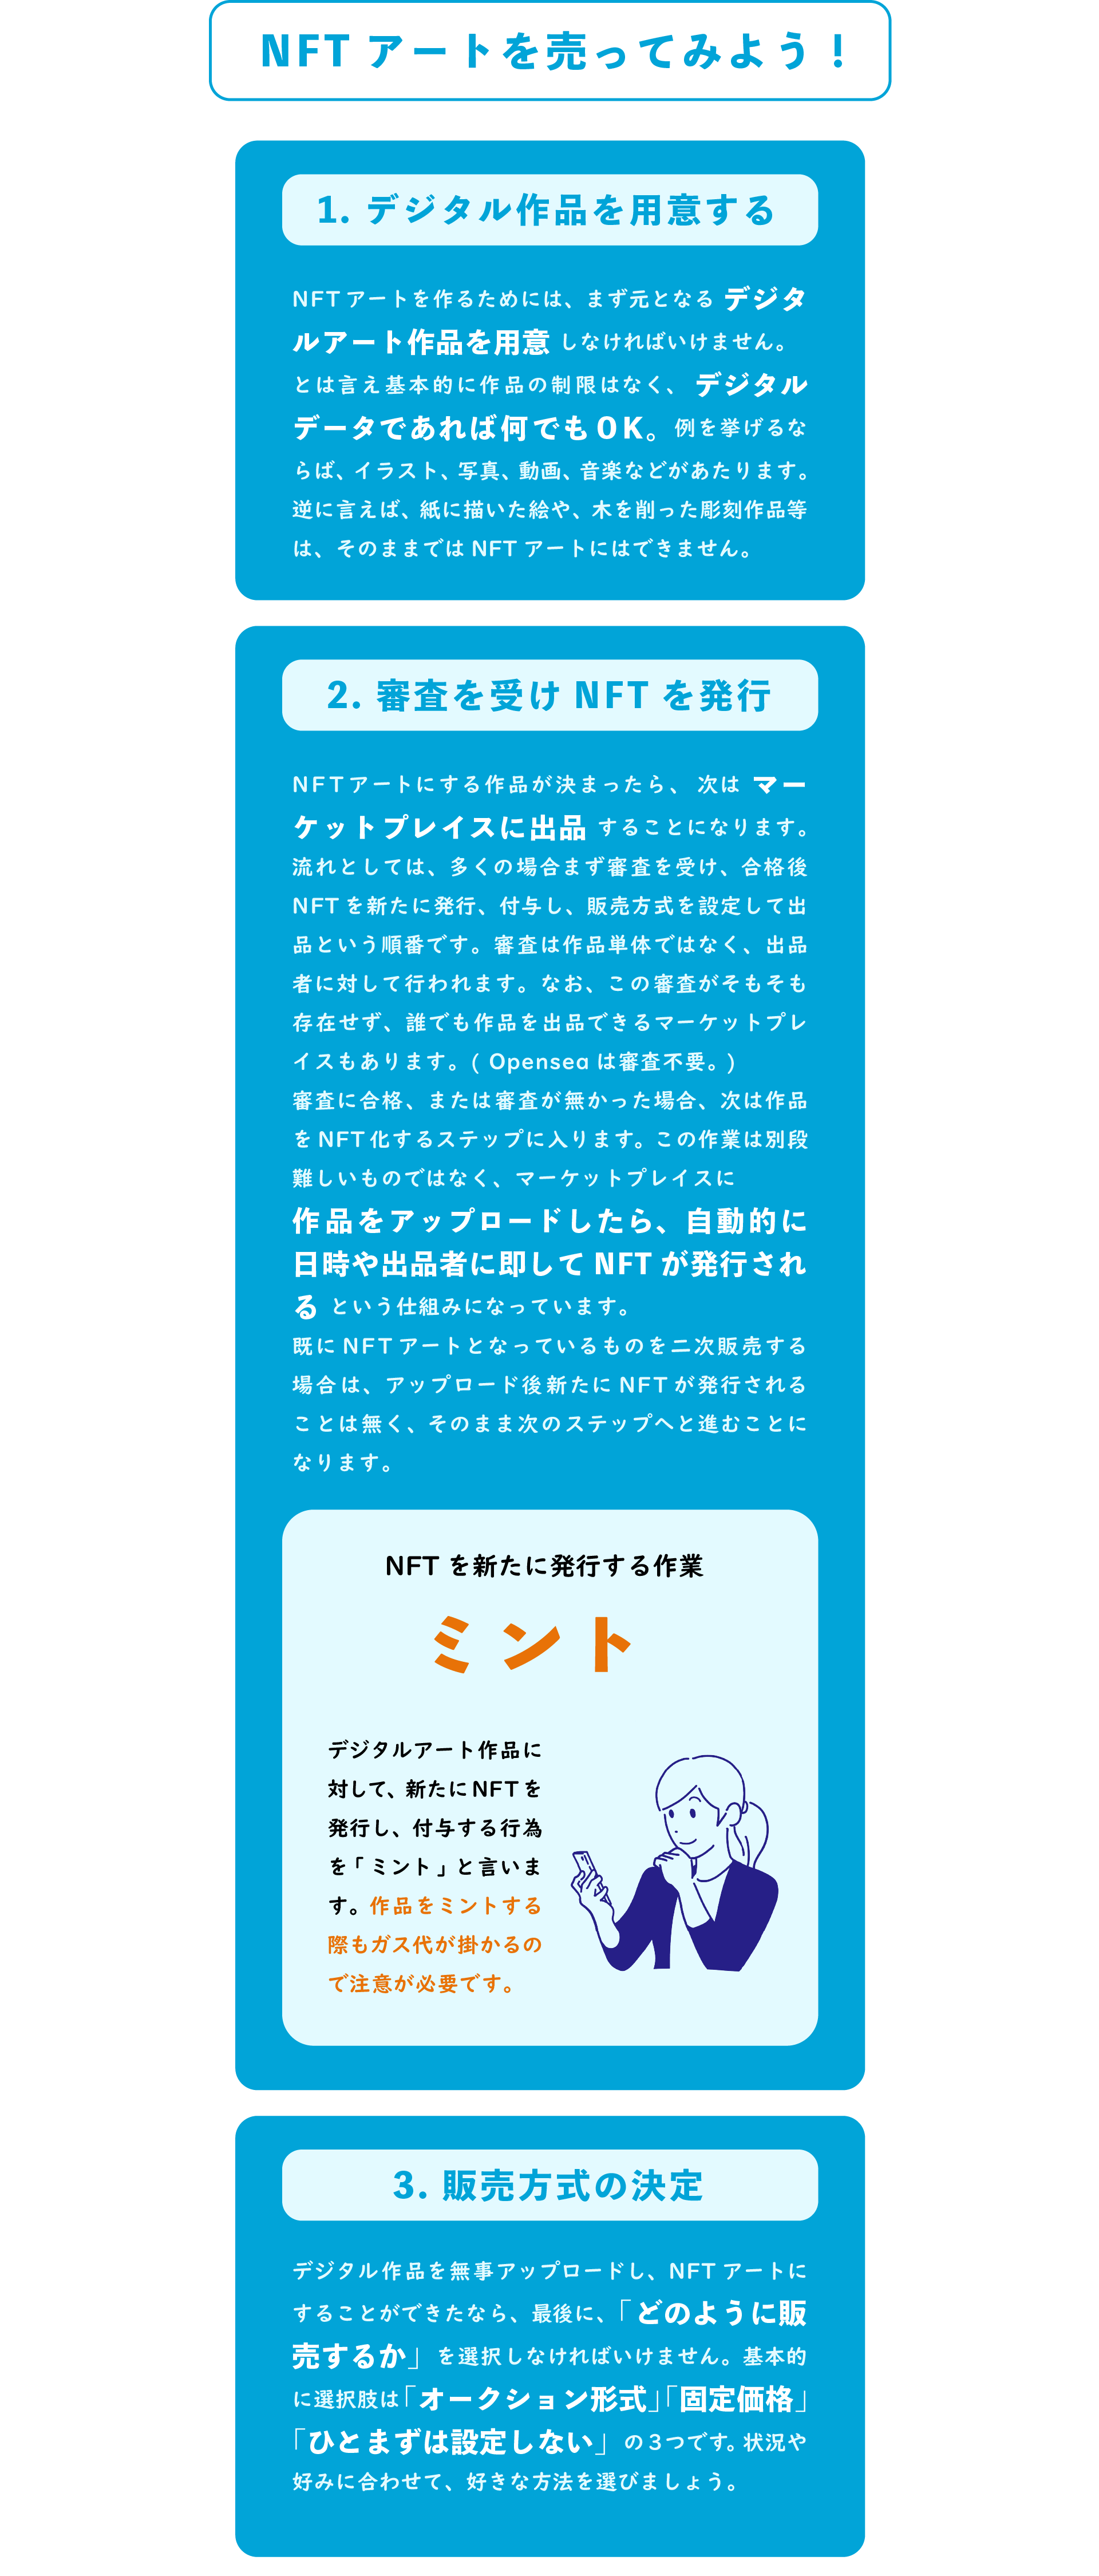 NFT アートを売ってみよう！
1. デジタル作品を用意する
NFT アートを作るためには、まず元となる デジタ
ルアート作品を用意 しなければいけません。
とは言え基本的に作品の制限はなく、 デジタル
データであれば何でも OK。例を挙げるな
らば、イラスト、写真、動画、音楽などがあたります。
逆に言えば、紙に描いた絵や、木を削った彫刻作品等
は、そのままでは NFT アートにはできません。
2. 審査を受け NFT を発行
NFTアートにする作品が決まったら、 次は マー
ケットプレイスに出品 することになります。
流れとしては、多くの場合まず審査を受け、合格後
NFT を新たに発行、付与し、販売方式を設定して出
品という順番です。審査は作品単体ではなく、出品
者に対して行われます。なお、この審査がそもそも
存在せず、誰でも作品を出品できるマーケットプレ
イスもあります。( Opensea は審査不要。)
審査に合格、または審査が無かった場合、次は作品
を NFT 化するステップに入ります。この作業は別段
難しいものではなく、マーケットプレイスに
作品をアップロードしたら、自動的に
日時や出品者に即して NFT が発行され
る という仕組みになっています。
既に NFT アートとなっているものを二次販売する
場合は、アップロード後新たに NFT が発行される
ことは無く、そのまま次のステップへと進むことに
なります。
NFT を新たに発行する作業
ミント
デジタルアート作品に
対して、新たに NFT を
発行し、付与する行為
を「ミント」と言いま
す。作品をミントする
際もガス代が掛かるの
で注意が必要です。
3. 販売方式の決定
デジタル作品を無事アップロードし、NFT アートに
することができたなら、最後に、「どのように販
売するか」 を選択しなければいけません。基本的
に選択肢は「オークション形式」「固定価格」
「ひとまずは設定しない」 の３つです。状況や
好みに合わせて、好きな方法を選びましょう。